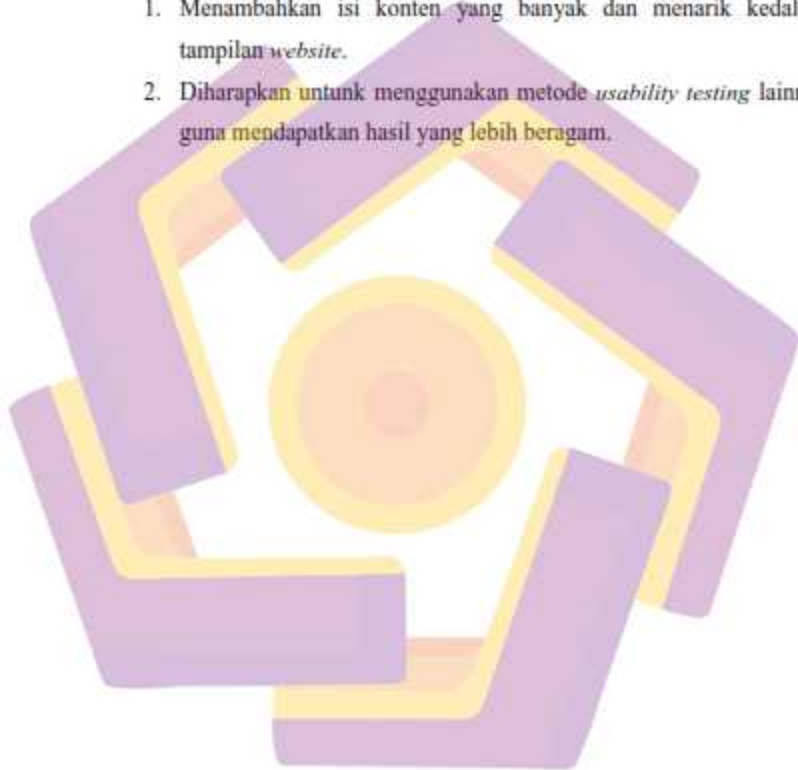 1. Menambahkan isi konten yang banyak dan menarik
tampilan website.
2. Diharapkan untunk menggunakan metode usability testing
guna mendapatkan hasil yang lebih beragam.